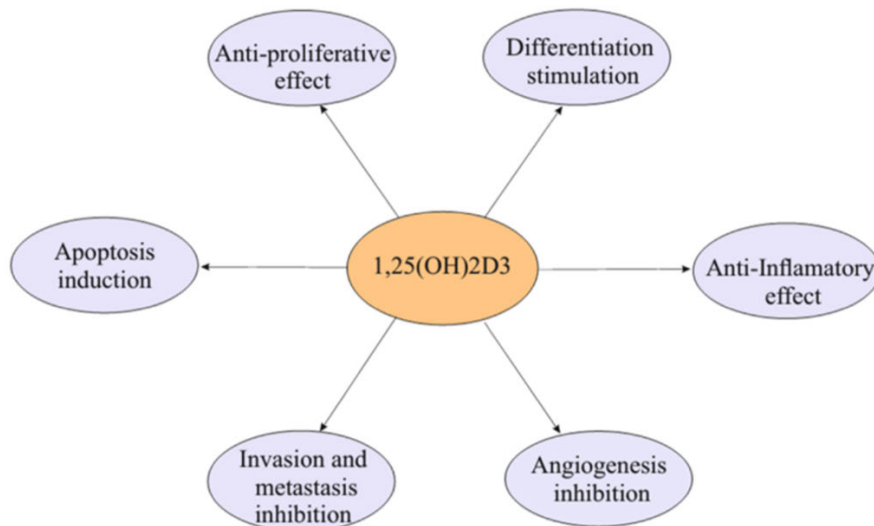 Anti-proliferative
effect
Differentiation
stimulation
Apoptosis
induction
1,25(OH)2D3
Anti-Inflamatory
effect
Invasion and
metastasis
inhibition
Angiogenesis
inhibition